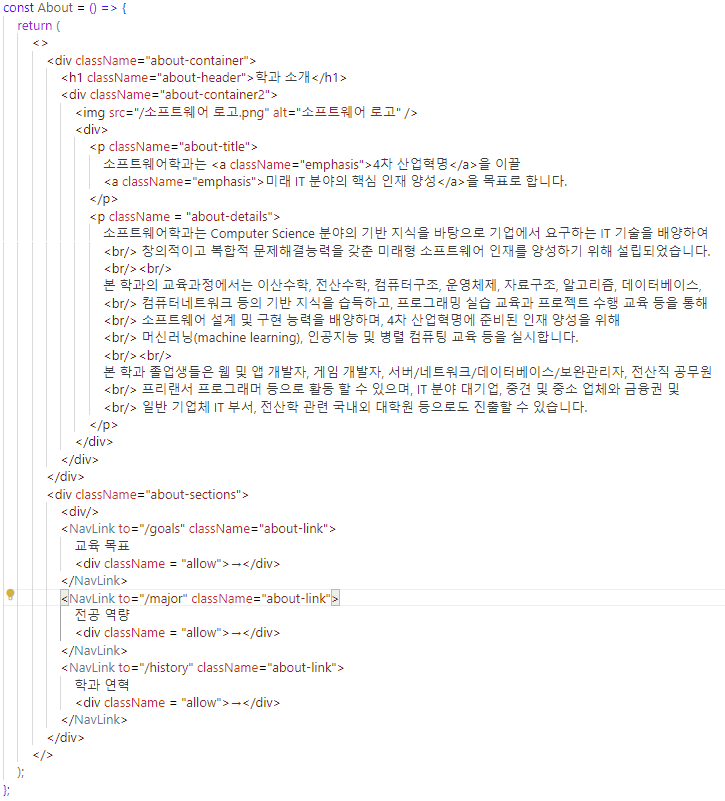 const About = () => {
return (
<>
<div className="about-container">
<h1 className="about-header">학과 소개</h1>
<div className="about-container2">
<img src="/소프트웨어 로고.png" alt="소프트웨어 로고" />
<div>
<p className="about-title">
소프트웨어학과는 <a className="emphasis">4차 산업혁명</a>을 이끌
<a className="emphasis">미래 IT 분야의 핵심 인재 양성</a>을 목표로 합니다.
</p>
<p className = "about-details">
소프트웨어학과는 Computer Science 분야의 기반 지식을 바탕으로 기업에서 요구하는 IT 기술을 배양하여
<br/> 창의적이고 복합적 문제해결능력을 갖춘 미래형 소프트웨어 인재를 양성하기 위해 설립되었습니다.
<br/><br/>
본 학과의 교육과정에서는 이산수학, 전산수학, 컴퓨터구조, 운영체제, 자료구조, 알고리즘, 데이터베이스,
<br/> 컴퓨터네트워크 등의 기반 지식을 습득하고, 프로그래밍 실습 교육과 프로젝트 수행 교육 등을 통해
<br/> 소프트웨어 설계 및 구현 능력을 배양하며, 4차 산업혁명에 준비된 인재 양성을 위해
<br/> 머신러닝(machine learning), 인공지능 및 병렬 컴퓨팅 교육 등을 실시합니다.
<br/><br/>
본 학과 졸업생들은 웹 및 앱 개발자, 게임 개발자, 서버/네트워크/데이터베이스/보완관리자, 전산직 공무원
<br/> 프리랜서 프로그래머 등으로 활동 할 수 있으며, IT 분야 대기업, 중견 및 중소 업체와 금융권 및
<br/> 일반 기업체 IT 부서, 전산학 관련 국내외 대학원 등으로도 진출할 수 있습니다.
</p>
</div>
</div>
</div>
<div className="about-sections">
<div/>
<NavLink to="/goals" className="about-link">
교육 목표
<div className = "allow">→</div>
</NavLink>
<NavLink to="/major" className="about-link">
전공 역량
<div className = "allow">→</div>
</NavLink>
<NavLink to="/history" className="about-link">
학과 연혁
<div className = "allow">→</div>
</NavLink>
</div>
</>
);
};